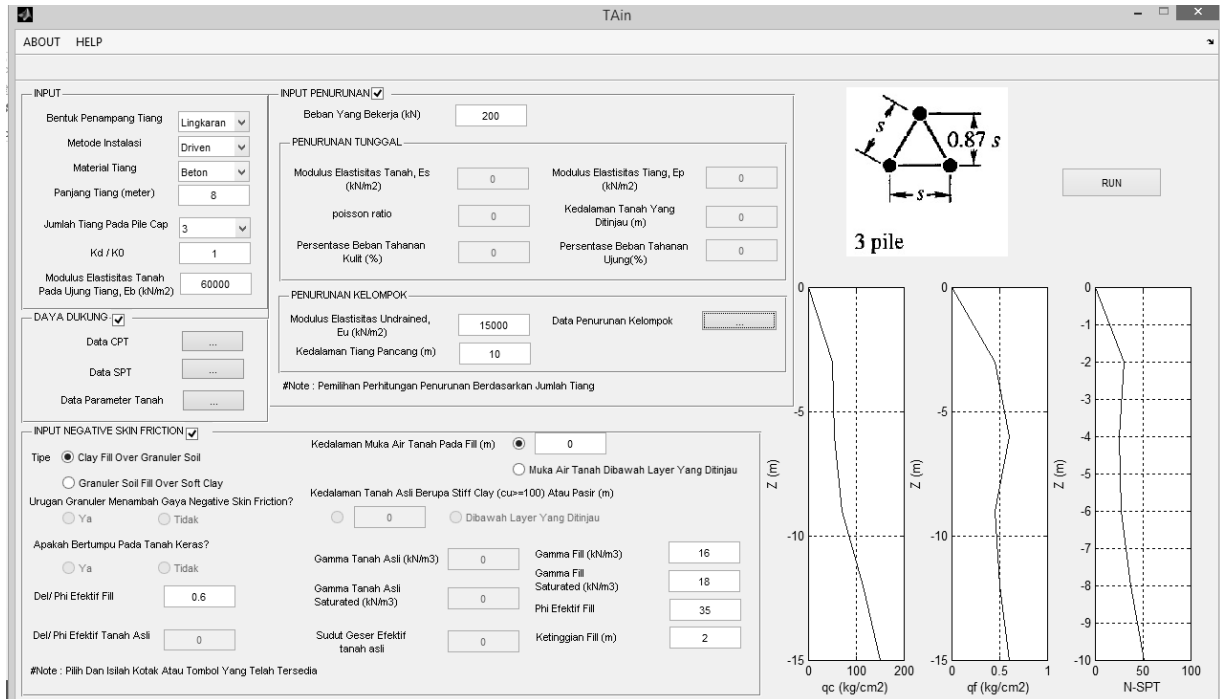 TAin
ABOUT HELP
INPUT
Bentuk Penampang Tiang
Lingkaran
Metode Instalasi
Driven
Material Tiang
Beton
Panjang Tiang (meter)
8
Jumlah Tiang Pada Pile Cap
3
Kd / K0
1
Modulus Elastisitas Tanah
Pada Ujung Tiang, Eb (kN/m2)
60000
DAYA DUKUNG
Data CPT
...
Data SPT
...
Data Parameter Tanah
...
INPUT PENURUNAN
Beban Yang Bekerja (kN)
200
PENURUNAN TUNGGAL
Modulus Elastisitas Tanah, Es
(kN/m2)
0
Modulus Elastisitas Tiang, Ep
(kN/m2)
0
poisson ratio
0
Kedalaman Tanah Yang
Ditinjau (m)
0
Persentase Beban Tahanan
Kulit (%)
0
Persentase Beban Tahanan
Ujung(%)
0
PENURUNAN KELOMPOK
Modulus Elastisitas Undrained,
Eu (kN/m2)
15000
Data Penurunan Kelompok
...
Kedalaman Tiang Pancang (m)
10
#Note : Pemilihan Perhitungan Penurunan Berdasarkan Jumlah Tiang
s
0.87 s
s
3 pile
RUN
INPUT NEGATIVE SKIN FRICTION
Tipe
Clay Fill Over Granuler Soil
Granuler Soil Fill Over Soft Clay
Urugan Granuler Menambah Gaya Negative Skin Friction?
Ya
Tidak
Apakah Bertumpu Pada Tanah Keras?
Ya
Tidak
Del/ Phi Efektif Fill
0.6
Del/ Phi Efektif Tanah Asli
0
#Note : Pilih Dan Isilah Kotak Atau Tombol Yang Telah Tersedia
Kedalaman Muka Air Tanah Pada Fill (m)
0
Muka Air Tanah Dibawah Layer Yang Ditinjau
Kedalaman Tanah Asli Berupa Stiff Clay (cu>=100) Atau Pasir (m)
0
Dibawah Layer Yang Ditinjau
Gamma Tanah Asli (kN/m3)
0
Gamma Tanah Asli
Saturated (kN/m3)
0
Sudut Geser Efektif
tanah asli
0
Gamma Fill (kN/m3)
16
Gamma Fill
Saturated (kN/m3)
18
Phi Efektif Fill
35
Ketinggian Fill (m)
2
0
-5
-10
-15
0 100 200
qc (kg/cm2)
Z (m)
0
-5
-10
-15
0 0.5 1
qf (kg/cm2)
Z (m)
0
-1
-2
-3
-4
-5
-6
-7
-8
-9
-10
0 50 100
N-SPT
Z (m)